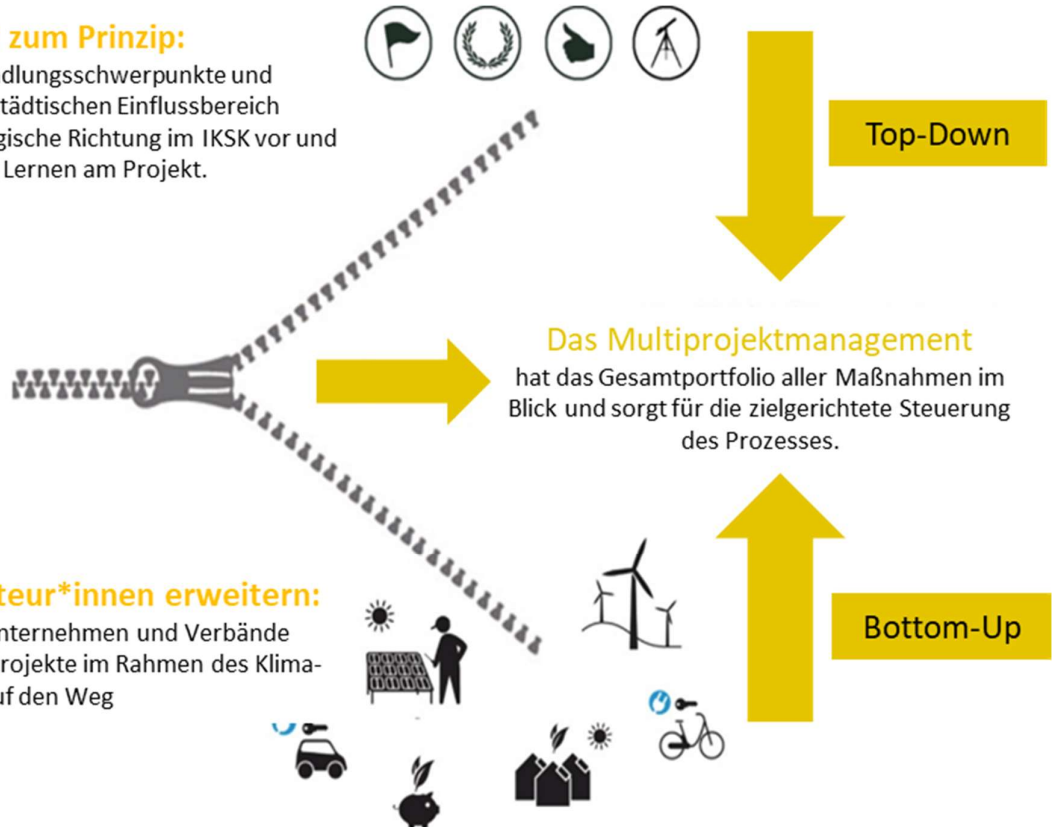 zum Prinzip:
dlungsschwerpunkte und
tädtischen Einflussbereich
gische Richtung im IKSK vor und
Lernen am Projekt.
Top-Down
Das Multiprojektmanagement
hat das Gesamtportfolio aller Maßnahmen im
Blick und sorgt für die zielgerichtete Steuerung
des Prozesses.
teur*innen erweitern:
nternehmen und Verbände
rojekte im Rahmen des Klima-
uf den Weg
Bottom-Up